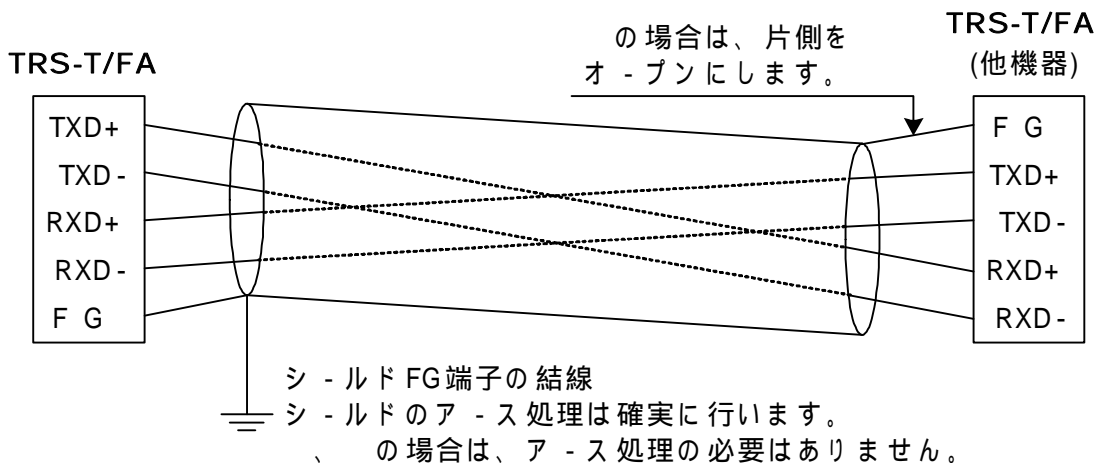 TRS-T/FA
(他機器)
の場合は、片側を
オ-プンにします。
TRS-T/FA
TXD+
TXD-
RXD+
RXD-
F G
F G
TXD+
TXD-
RXD+
RXD-
シ-ルドFG端子の結線
シ-ルドのア-ス処理は確実に行います。
、 の場合は、ア-ス処理の必要はありません。